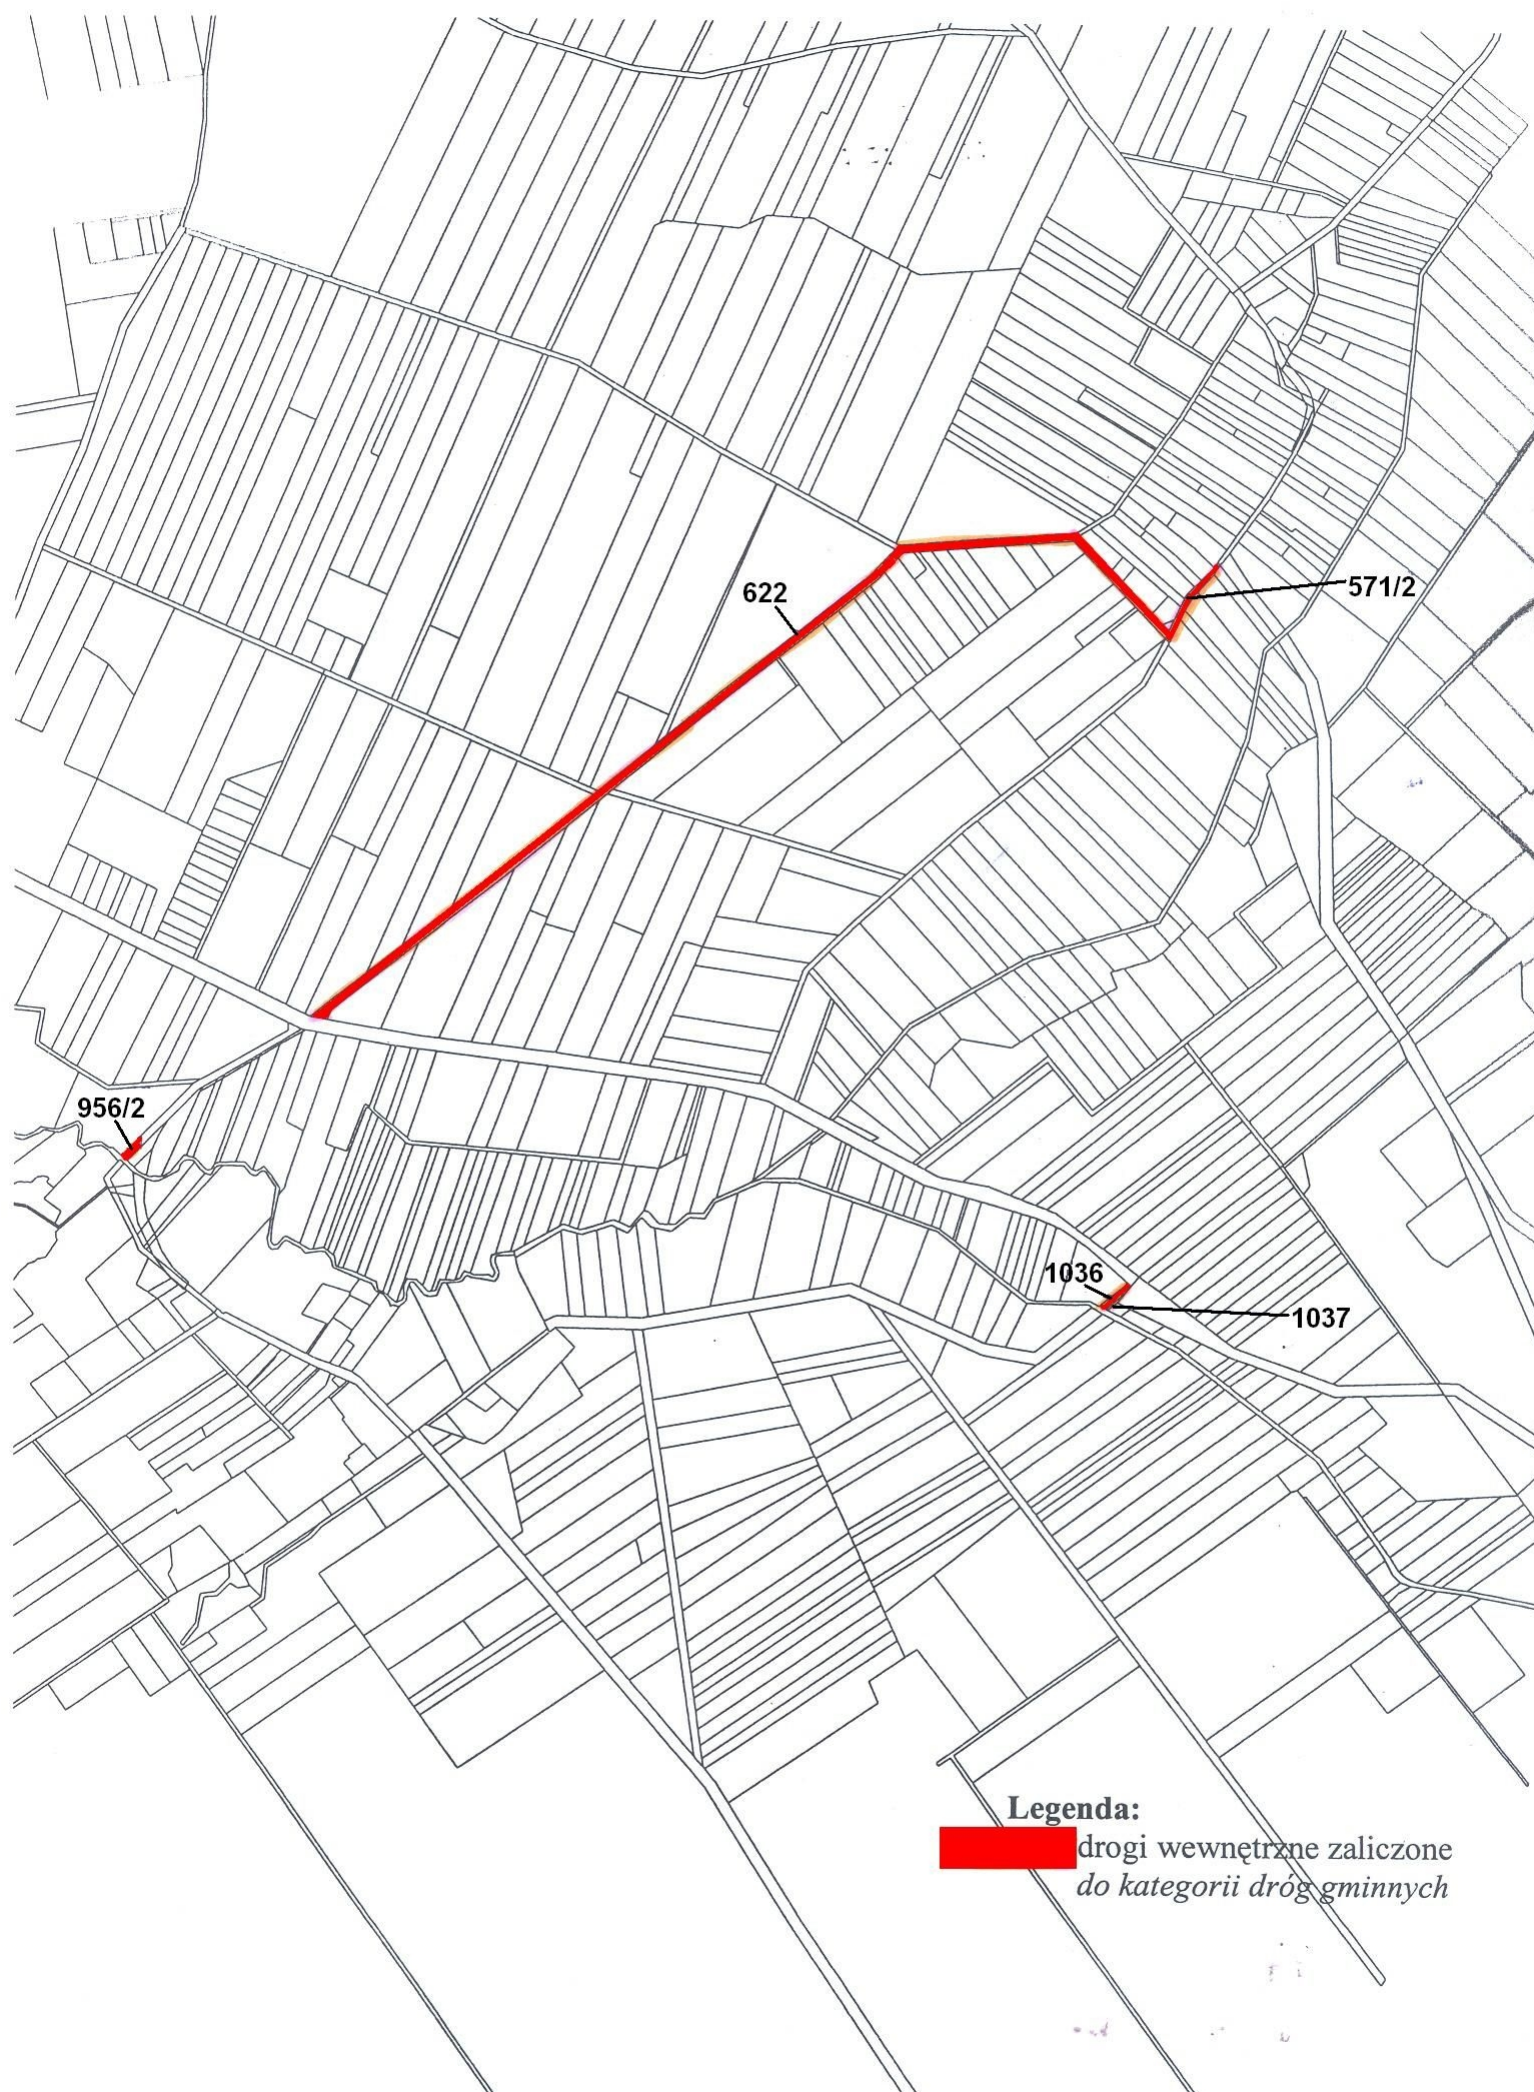 622
571/2
956/2
1036
1037
Legenda:
drogi wewnętrzne zaliczone
do kategorii dróg gminnych